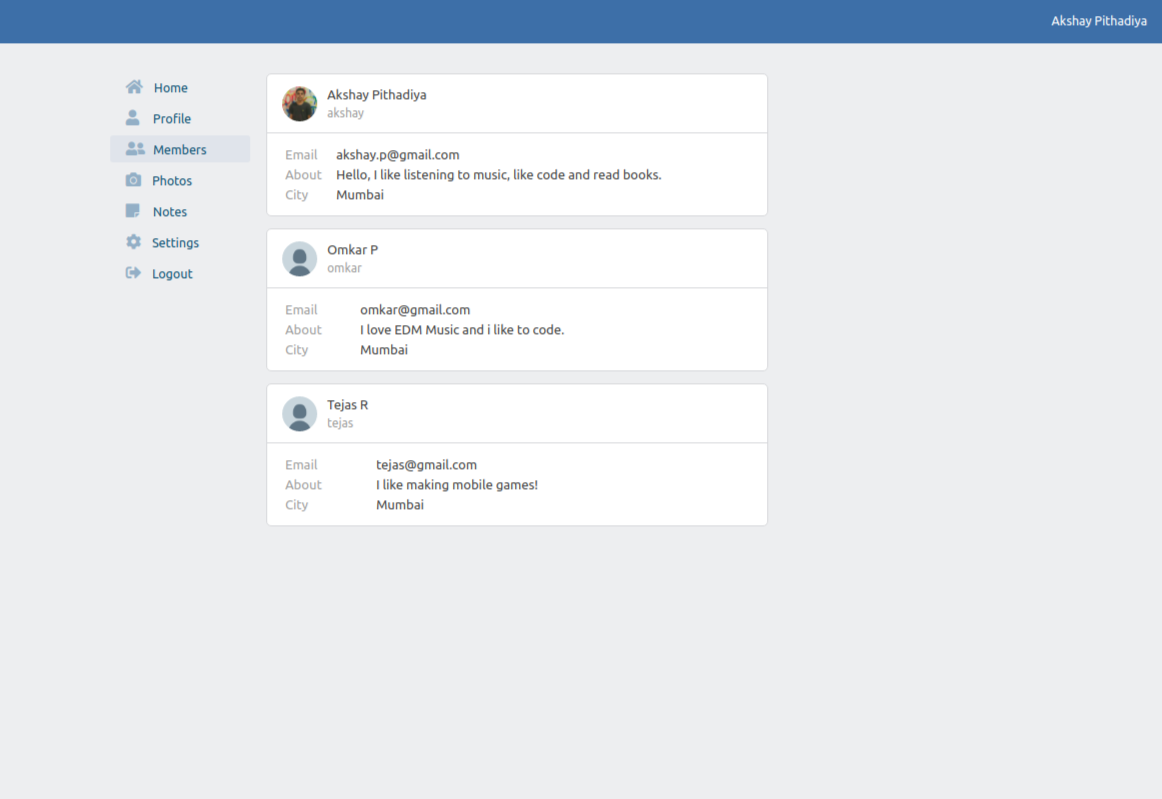 Akshay Pithadiya
Home
Profile
Members
Photos
Notes
Settings
Logout
Akshay Pithadiya
akshay
Email akshay.p@gmail.com
About Hello, I like listening to music, like code and read books.
City Mumbai
Omkar P
omkar
Email omkar@gmail.com
About I love EDM Music and i like to code.
City Mumbai
Tejas R
tejas
Email tejas@gmail.com
About I like making mobile games!
City Mumbai